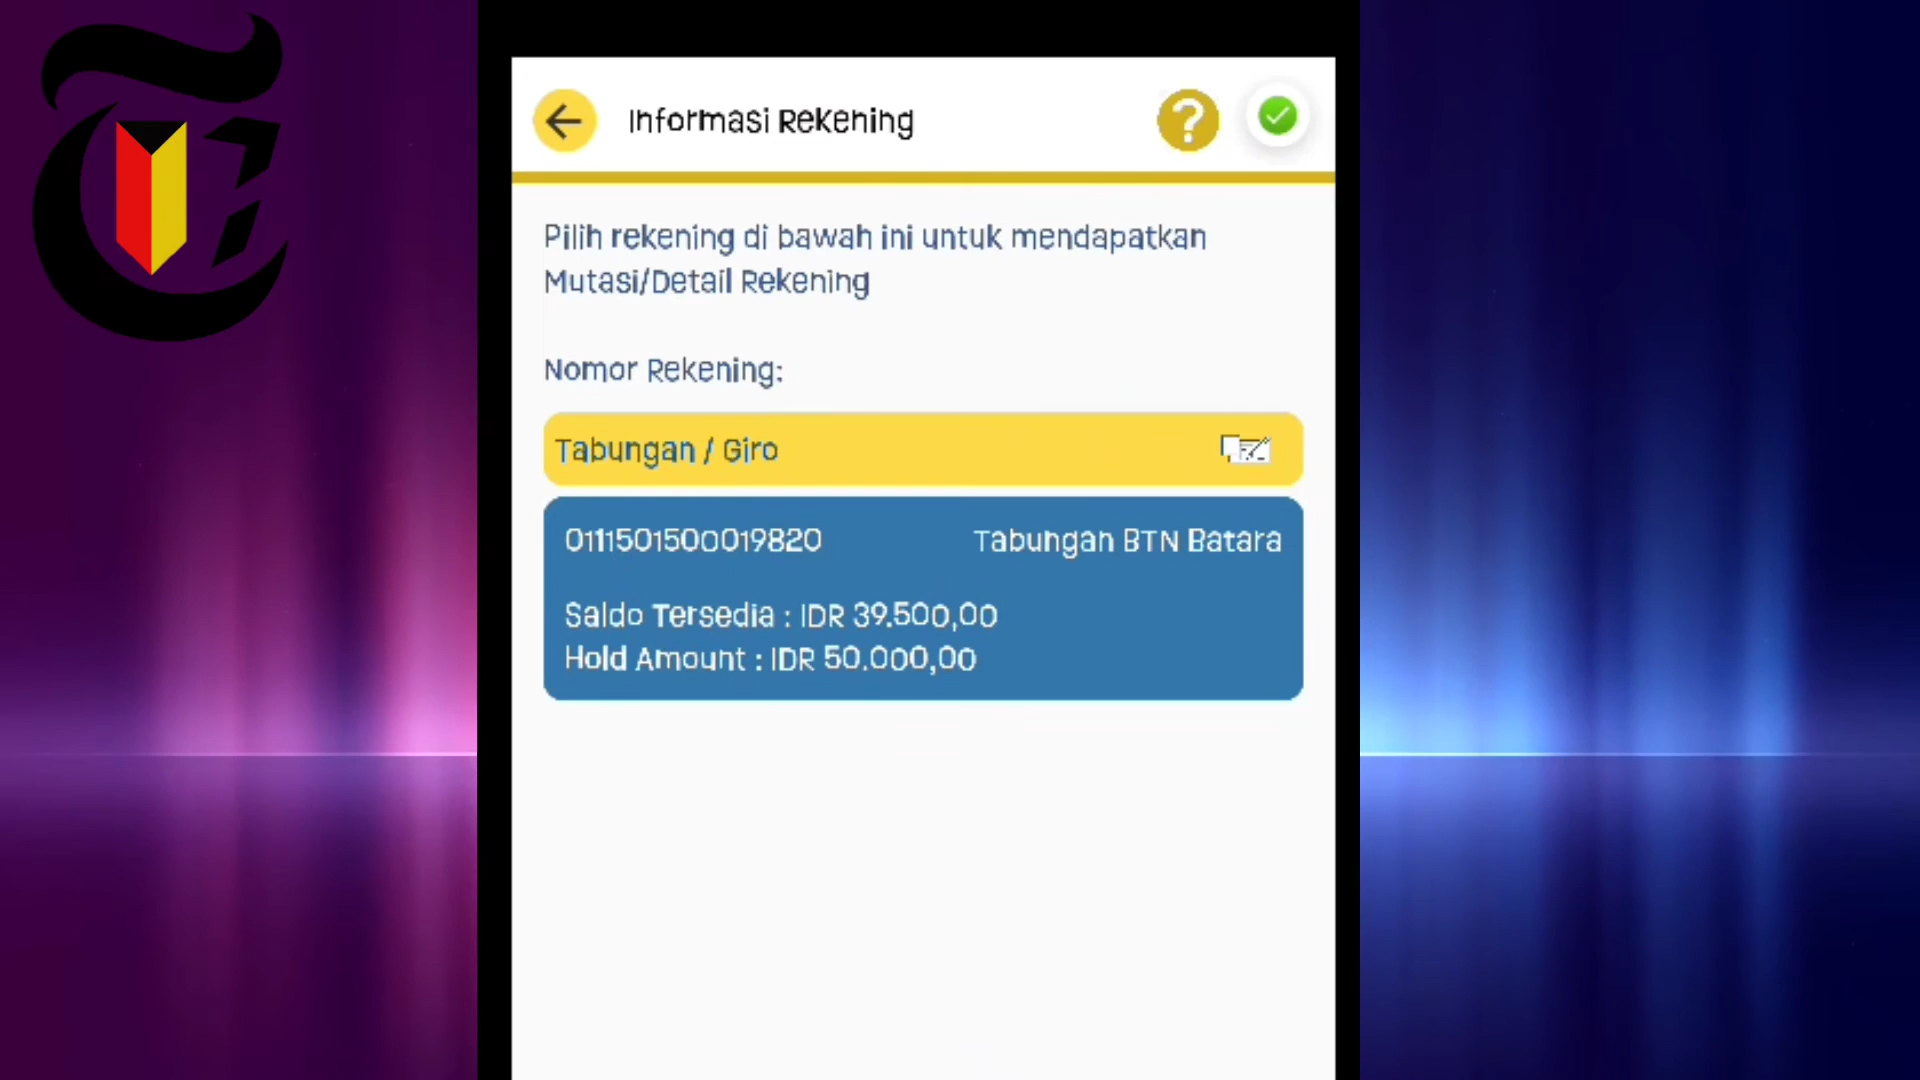 Informasi Rekening
?
Pilih rekening di bawah ini untuk mendapatkan
Mutasi/Detail Rekening
Nomor Rekening:
Tabungan / Giro
0111501500019820 Tabungan BTN Batara
Saldo Tersedia : IDR 39.500,00
Hold Amount : IDR 50.000,00